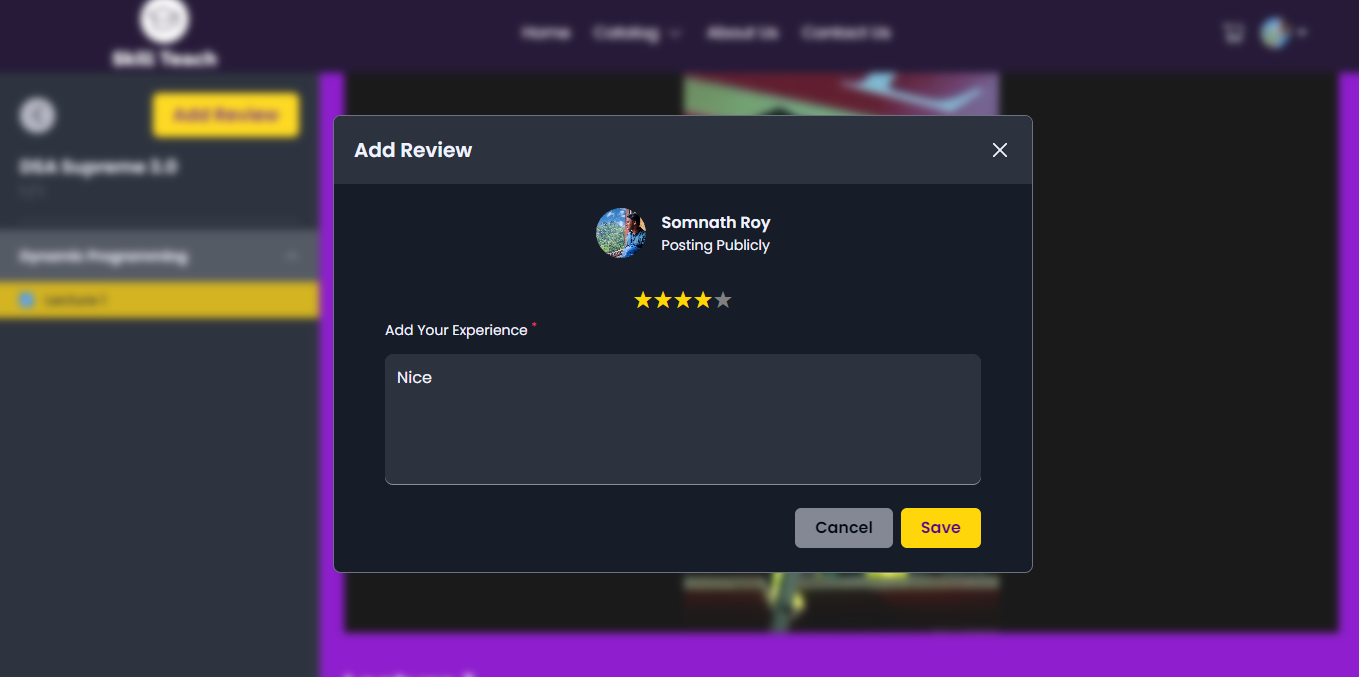 Skill Teach
Home Catalog About Us Contact Us
Add Review
DSA Supreme 3.0
Dynamic Programming
Lecture 1
Add Review
Somnath Roy
Posting Publicly
Add Your Experience *
Nice
Cancel Save